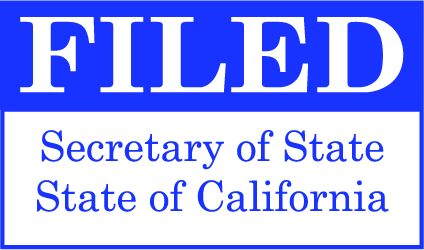 FILED
Secretary of State
State of California